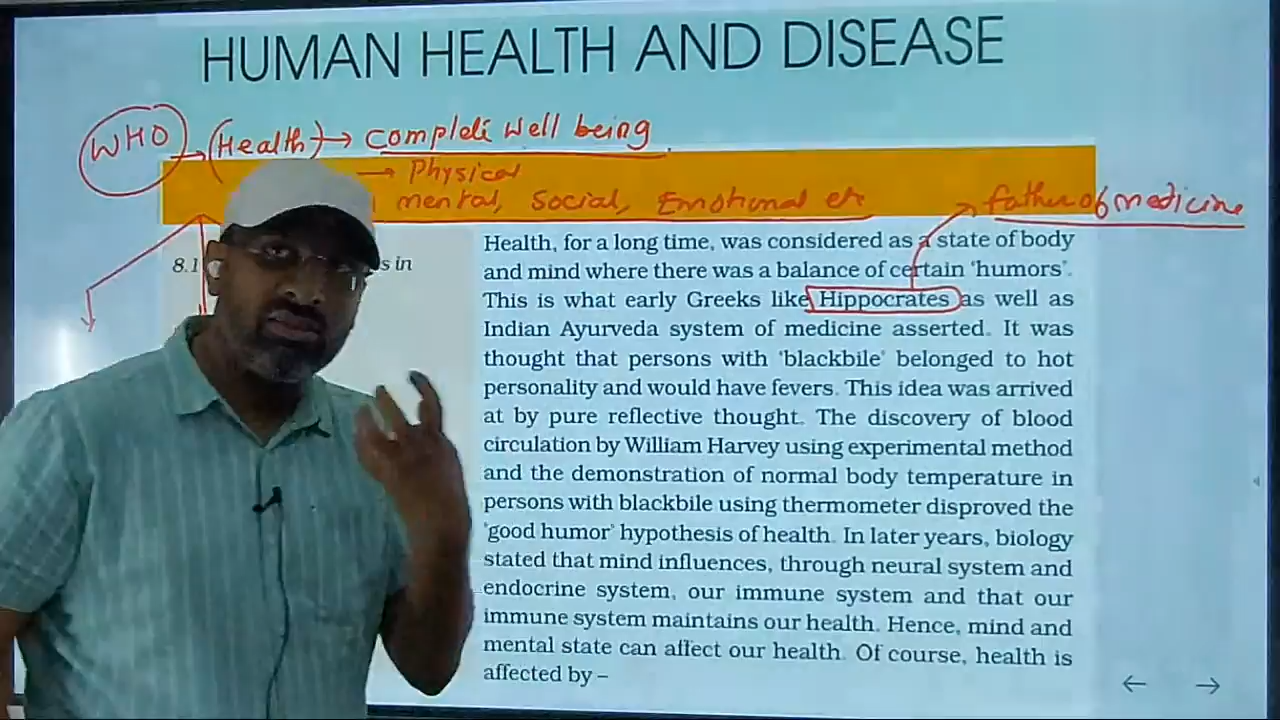 HUMAN HEALTH AND DISEASE
WHO → (Health) → compleli well being
→ Physical
mental, Social, Emotional etc
father of medicine
8.1
s in
Health, for a long time, was considered as a state of body
and mind where there was a balance of certain ‘humors’.
This is what early Greeks like Hippocrates as well as
Indian Ayurveda system of medicine asserted. It was
thought that persons with ‘blackbile’ belonged to hot
personality and would have fevers. This idea was arrived
at by pure reflective thought. The discovery of blood
circulation by William Harvey using experimental method
and the demonstration of normal body temperature in
persons with blackbile using thermometer disproved the
‘good humor’ hypothesis of health. In later years, biology
stated that mind influences, through neural system and
endocrine system, our immune system and that our
immune system maintains our health. Hence, mind and
mental state can affect our health. Of course, health is
affected by –